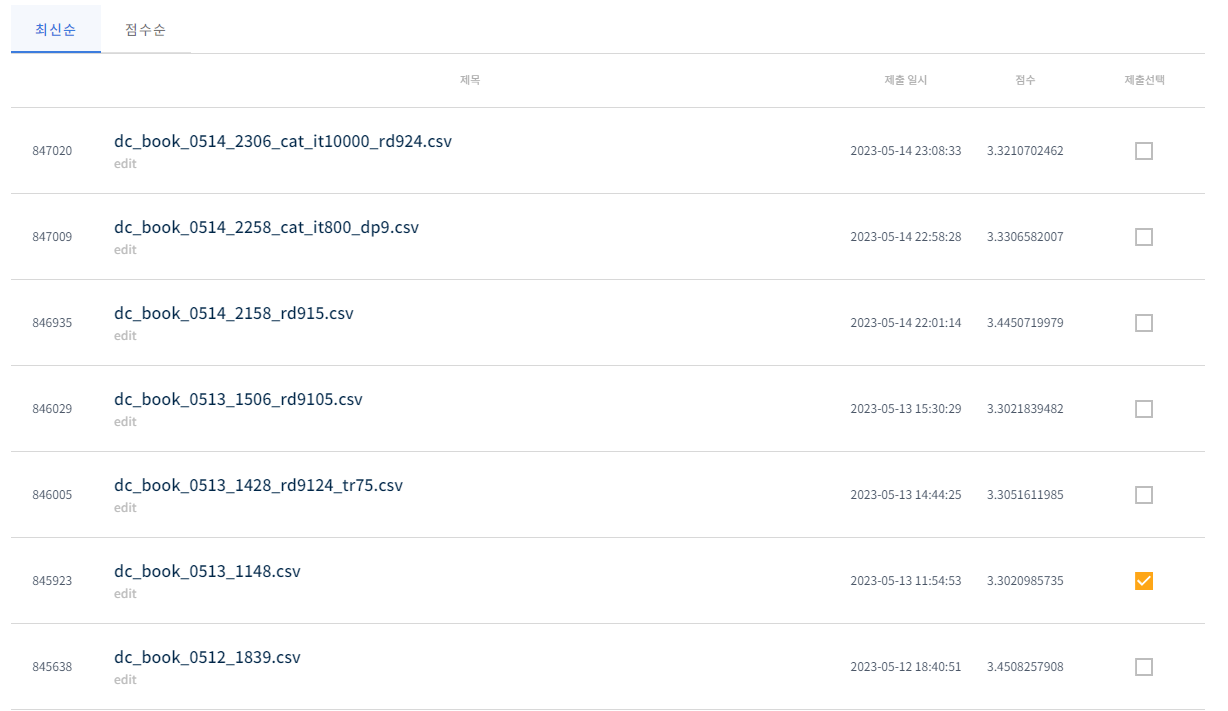 최신순 점수순
제목 제출 일시 점수 제출선택
847020 dc_book_0514_2306_cat_it10000_rd924.csv 2023-05-14 23:08:33 3.3210702462
edit
847009 dc_book_0514_2258_cat_it800_dp9.csv 2023-05-14 22:58:28 3.3306582007
edit
846935 dc_book_0514_2158_rd915.csv 2023-05-14 22:01:14 3.4450719979
edit
846029 dc_book_0513_1506_rd9105.csv 2023-05-13 15:30:29 3.3021839482
edit
846005 dc_book_0513_1428_rd9124_tr75.csv 2023-05-13 14:44:25 3.3051611985
edit
845923 dc_book_0513_1148.csv 2023-05-13 11:54:53 3.3020985735
edit
845638 dc_book_0512_1839.csv 2023-05-12 18:40:51 3.4508257908
edit